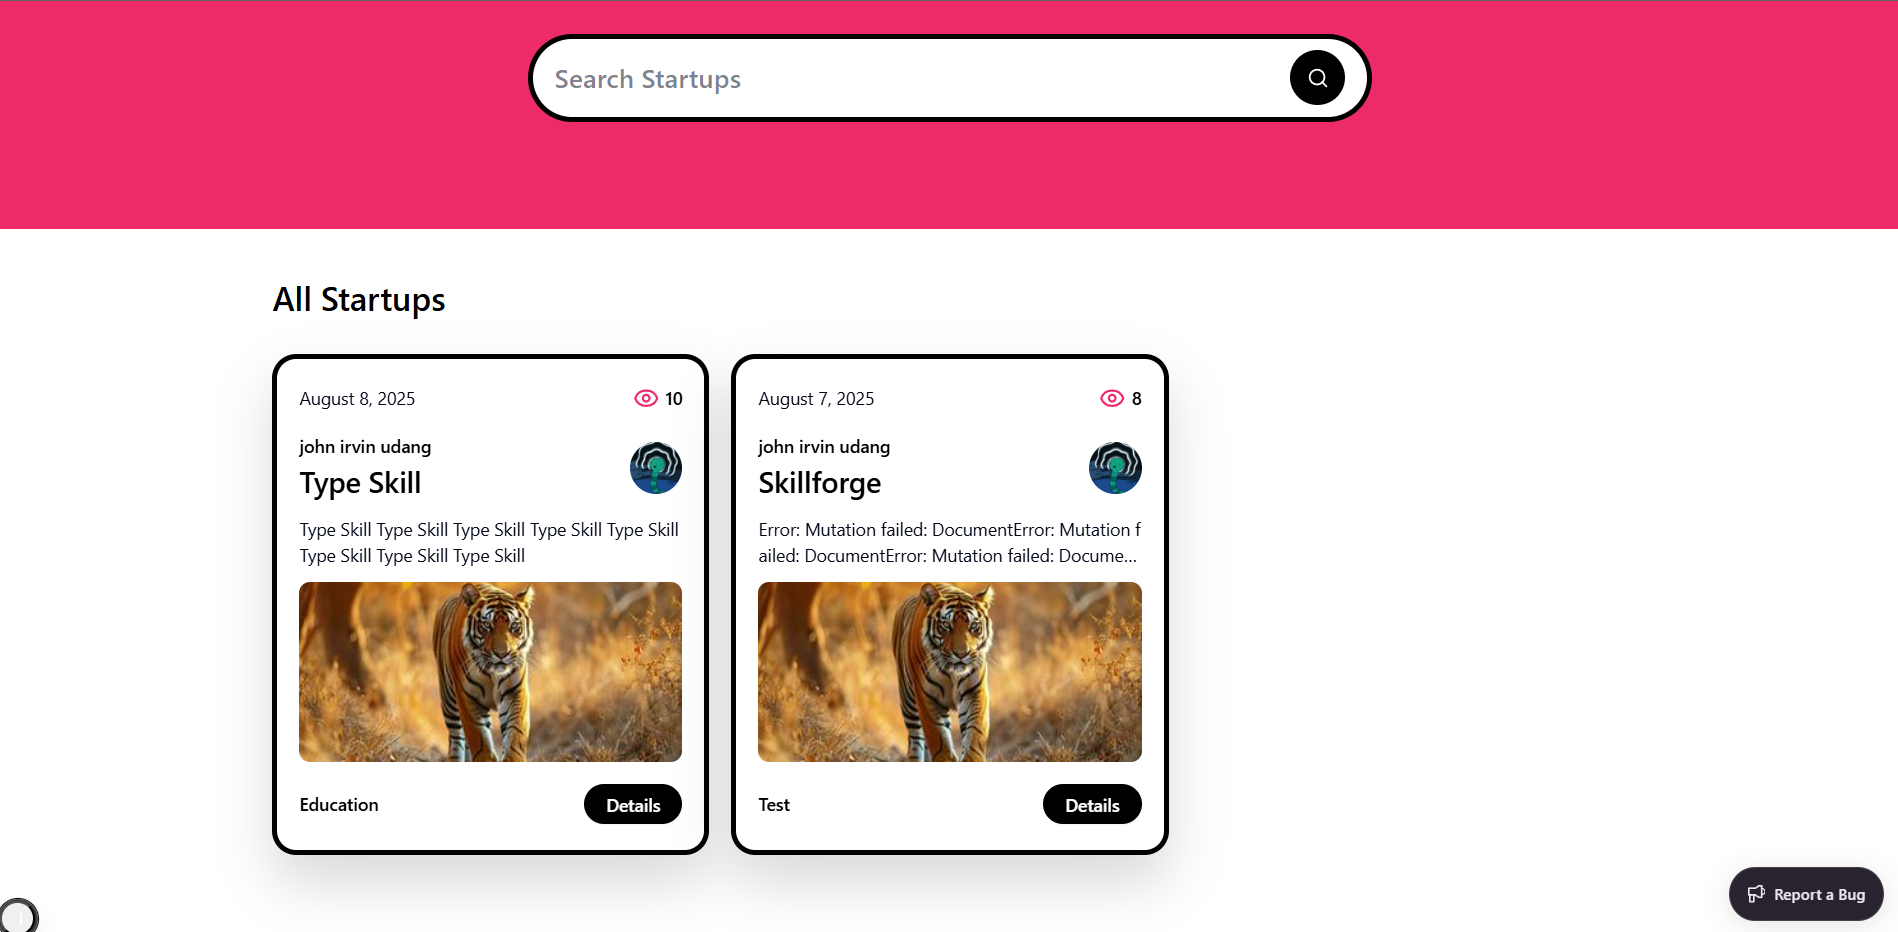 Search Startups
All Startups
August 8, 2025
10
john irvin udang
Type Skill
Type Skill Type Skill Type Skill Type Skill Type Skill
Type Skill Type Skill Type Skill
Education
Details
August 7, 2025
8
john irvin udang
Skillforge
Error: Mutation failed: DocumentError: Mutation f
ailed: DocumentError: Mutation failed: Docume...
Test
Details
Report a Bug